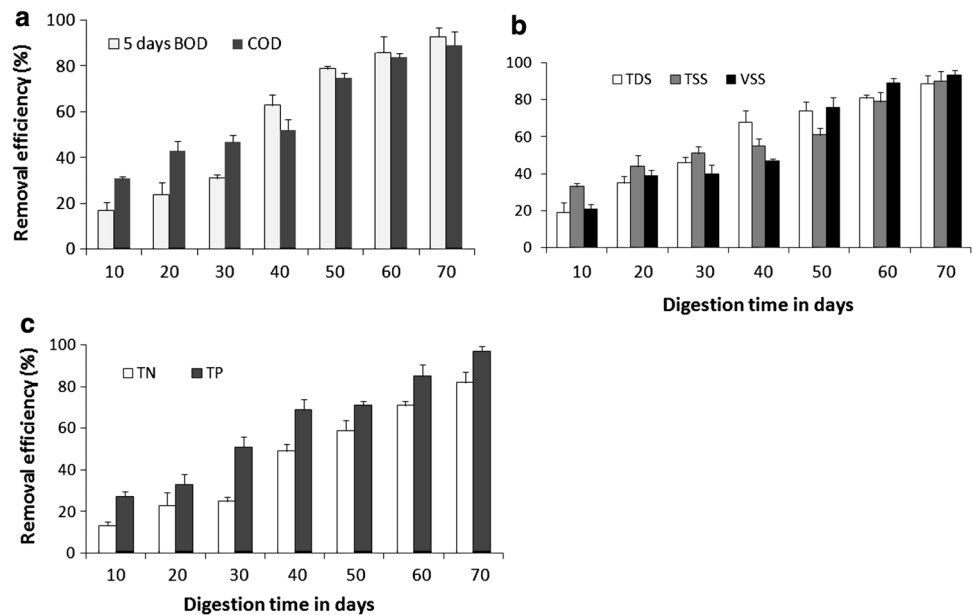 a
Removal efficiency (%)
100
80
60
40
20
0
5 days BOD COD
10 20 30 40 50 60 70
b
100
80
60
40
20
0
TDS TSS VSS
10 20 30 40 50 60 70
Digestion time in days
c
Removal efficiency (%)
100
80
60
40
20
0
TN TP
10 20 30 40 50 60 70
Digestion time in days